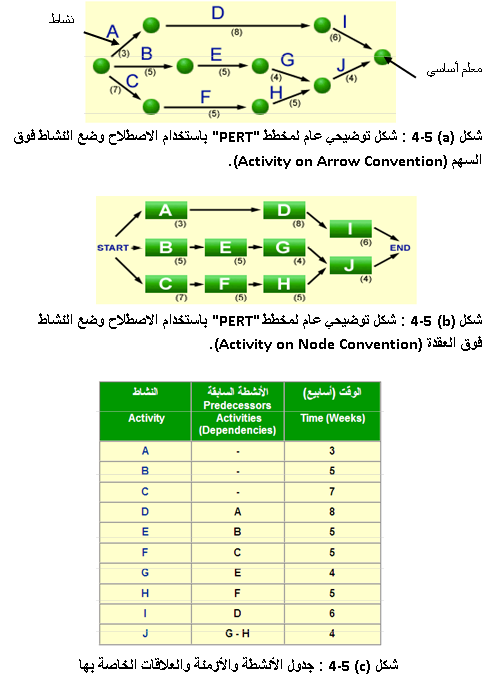 نشاط
A
D
I
(3)
(8)
(6)
معلم أساسي
B
E
G
J
(5)
(5)
(4)
(4)
C
F
H
(7)
(5)
(5)
شكل 4-5 (a) : شكل توضيحي عام لمخطط "PERT" باستخدام الاصطلاح وضع النشاط فوق
السهم (Activity on Arrow Convention).
A
D
I
(3)
(8)
(6)
START
B
E
G
J
END
(5)
(5)
(4)
(4)
C
F
H
(7)
(5)
(5)
شكل 4-5 (b) : شكل توضيحي عام لمخطط "PERT" باستخدام الاصطلاح وضع النشاط
فوق العقدة (Activity on Node Convention).
النشاط الأنشطة السابقة الوقت (أسابيع)
Activity Predecessors Activities (Dependencies) Time (Weeks)
A - 3
B - 5
C - 7
D A 8
E B 5
F C 5
G E 4
H F 5
I D 6
J G - H 4
شكل 4-5 (c) : جدول الأنشطة والأزمنة والعلاقات الخاصة بها